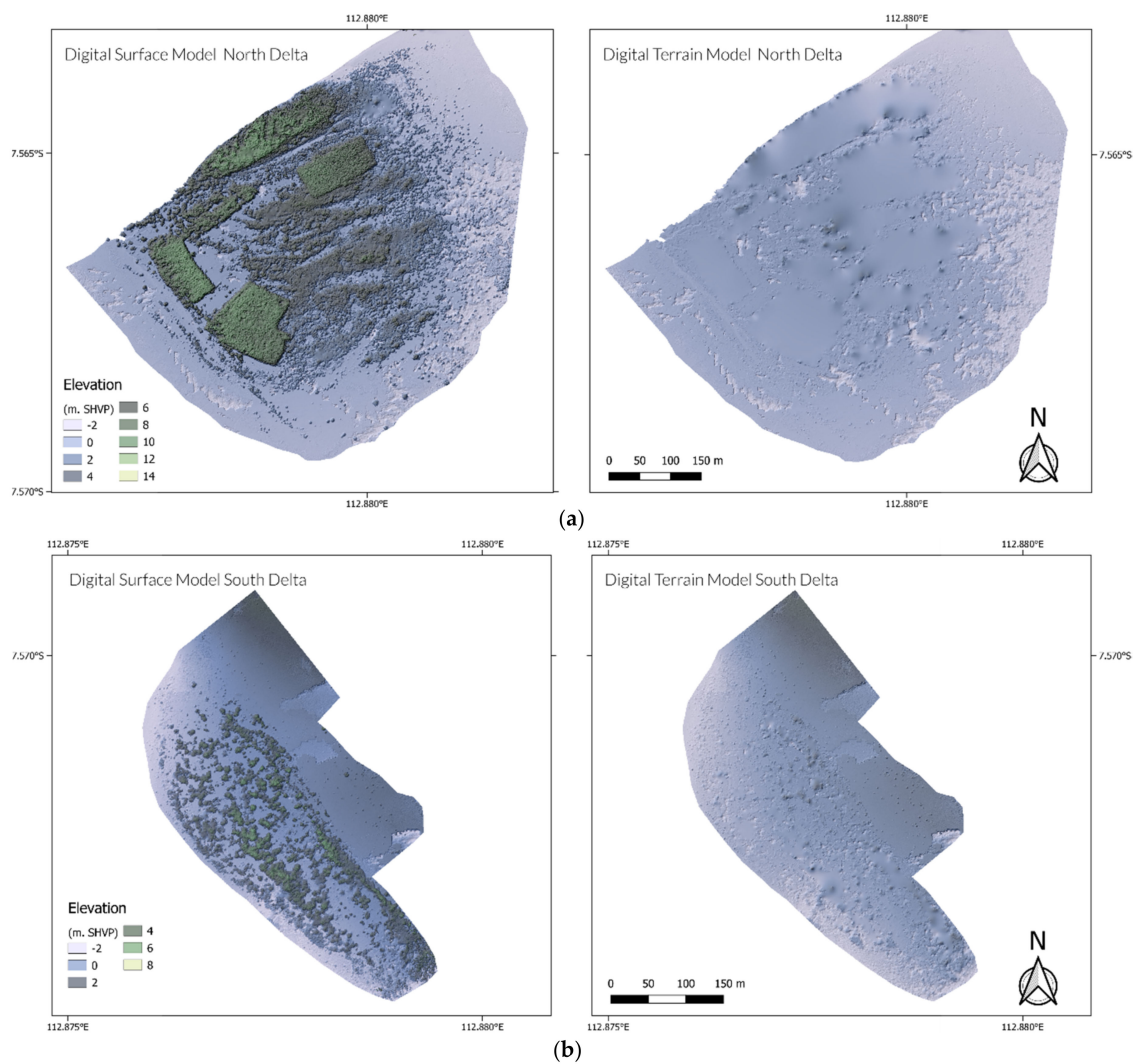 112.880°E
112.880°E
Digital Surface Model North Delta
Digital Terrain Model North Delta
7.565°S
7.565°S
Elevation
(m. SHVP)
-2
0
2
4
6
8
10
12
14
N
0 50 100 150 m
7.570°S
112.880°E
112.880°E
(a)
112.875°E
112.880°E
112.875°E
112.880°E
Digital Surface Model South Delta
Digital Terrain Model South Delta
7.570°S
7.570°S
Elevation
(m. SHVP)
-2
0
2
4
6
8
N
0 50 100 150 m
112.875°E
112.880°E
112.875°E
112.880°E
(b)